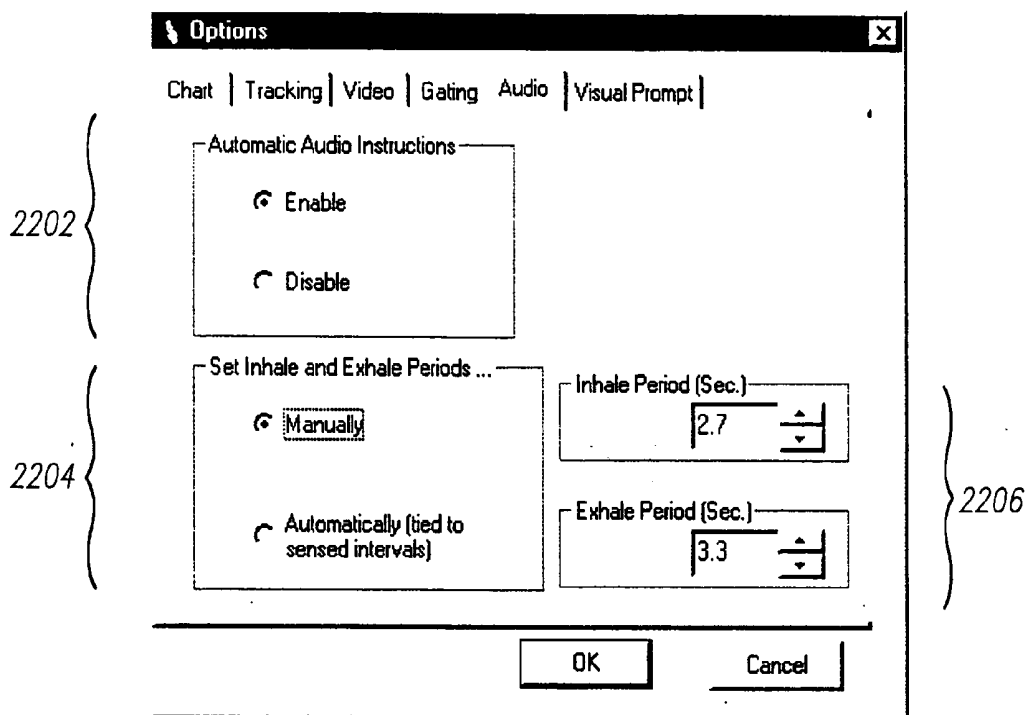 Options
Chart Tracking Video Gating Audio Visual Prompt
Automatic Audio Instructions
2202
Enable
Disable
Set Inhale and Exhale Periods ...
2204
Manually
Automatically (tied to
sensed intervals)
Inhale Period (Sec.)
2.7
Exhale Period (Sec.)
3.3
2206
OK Cancel